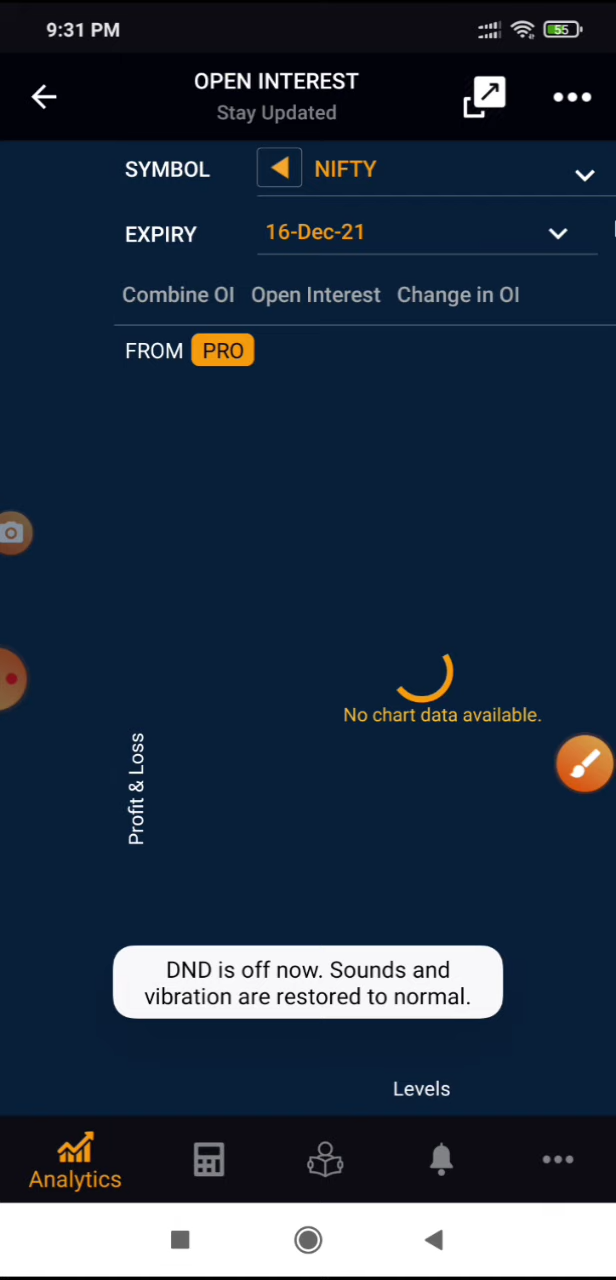 9:31 PM
55
OPEN INTEREST
Stay Updated
SYMBOL
NIFTY
EXPIRY
16-Dec-21
Combine OI
Open Interest
Change in OI
FROM PRO
No chart data available.
Profit & Loss
DND is off now. Sounds and
vibration are restored to normal.
Levels
Analytics